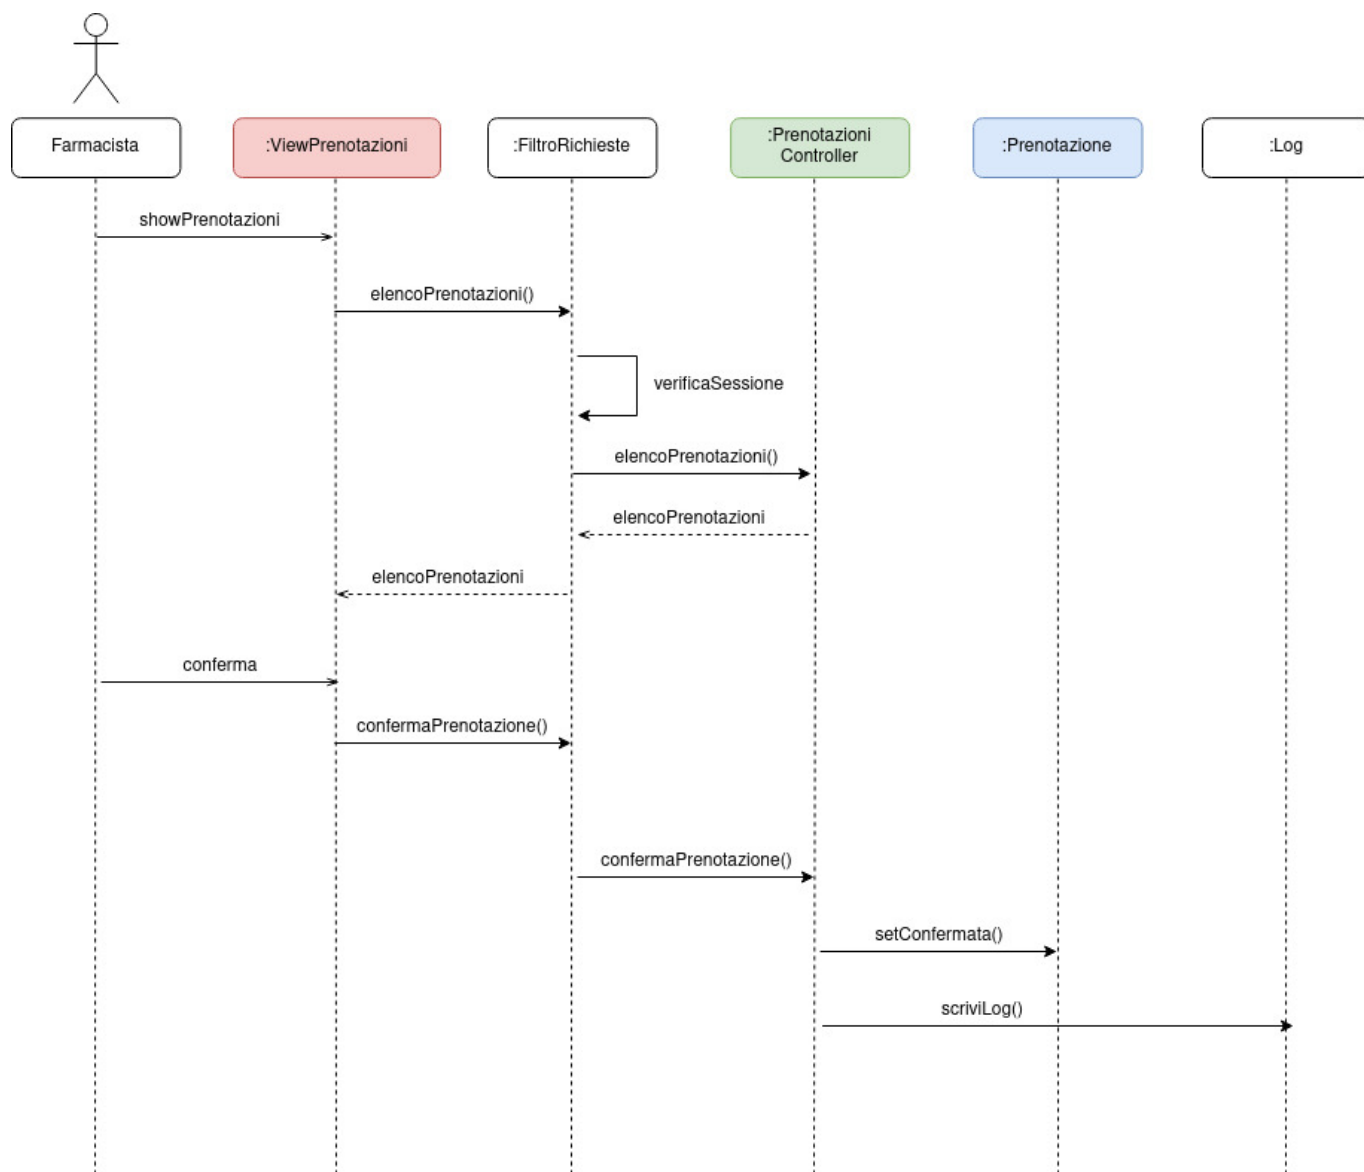 Farmacista
:ViewPrenotazioni
:FiltroRichieste
:Prenotazioni
Controller
:Prenotazione
:Log
showPrenotazioni
elencoPrenotazioni()
verificaSessione
elencoPrenotazioni()
elencoPrenotazioni
elencoPrenotazioni
conferma
confermaPrenotazione()
confermaPrenotazione()
setConfermata()
scriviLog()